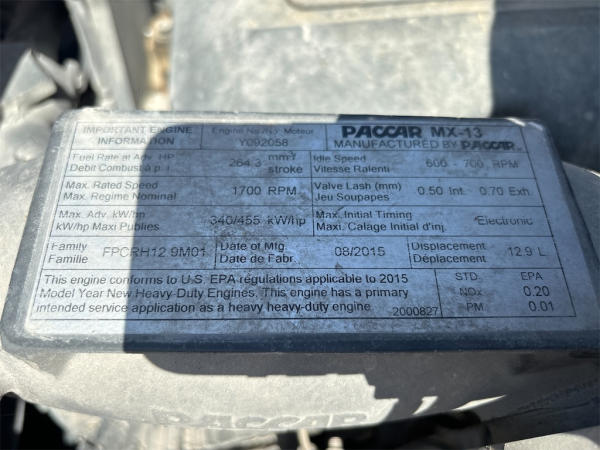 IMPORTANT ENGINE INFORMATION
Engine No./No. Moteur
Y092058
PACCAR MX-13
MANUFACTURED BY PACCAR
Fuel Rate at Adv. HP 264.3 mm³ stroke Idle Speed 600 - 700 RPM
Débit Combust à p.i. Vitesse Ralenti
Max. Rated Speed 1700 RPM Valve Lash (mm) 0.50 Int. 0.70 Exh.
Max. Regime Nominal Jeu Soupapes
Max. Adv. kW/hp 340/455 kW/hp Max. Initial Timing Electronic
kW/hp Maxi Publies Maxi. Calage Initial d'inj.
Family FPCRH12.9M01 Date of Mfg. 08/2015 Displacement 12.9 L
Familie Date de Fabr. Déplacement
This engine conforms to U.S. EPA regulations applicable to 2015
Model Year New Heavy-Duty Engines. This engine has a primary
intended service application as a heavy heavy-duty engine. 2000827
STD. EPA
NOx 0.20
PM 0.01
PACCAR